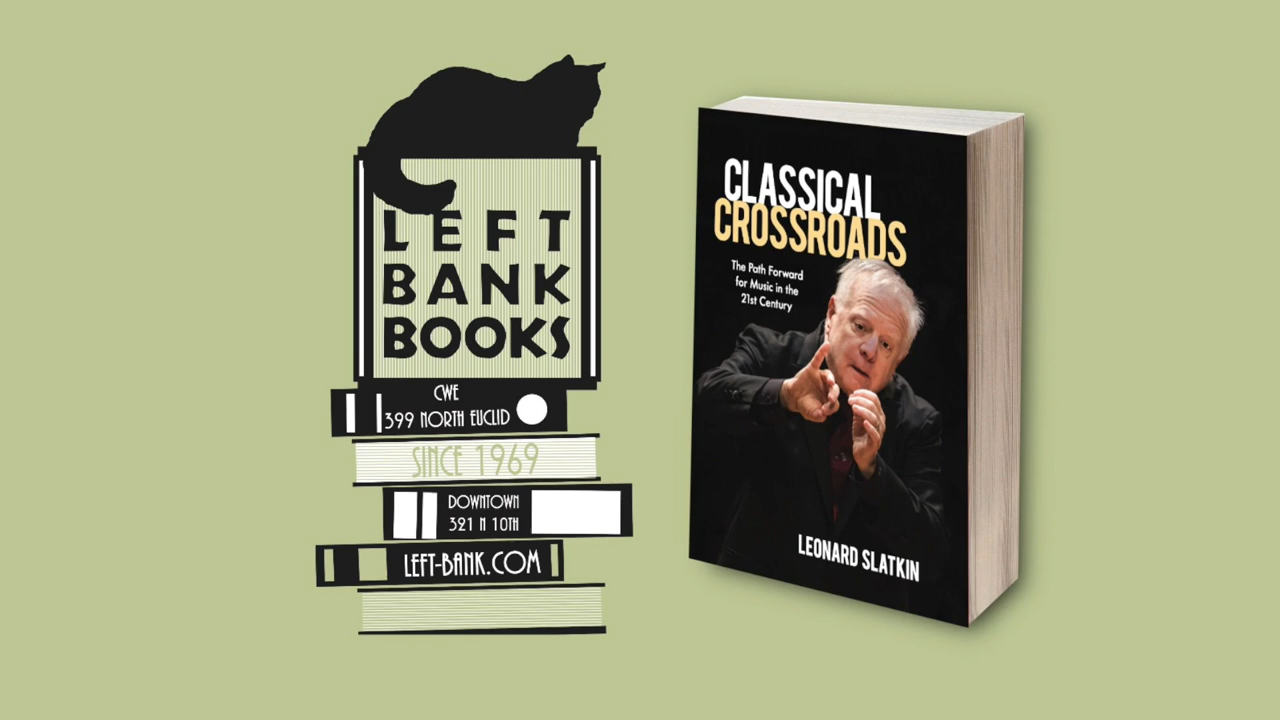 LEFT
BANK
BOOKS
CWE
399 NORTH EUCLID
SINCE 1969
DOWNTOWN
321 N 10TH
LEFT-BANK.COM
CLASSICAL
CROSSROADS
The Path Forward
for Music in the
21st Century
LEONARD SLATKIN